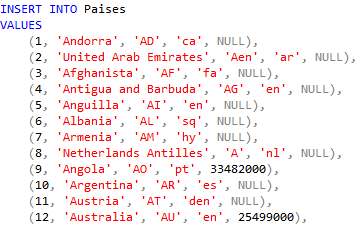 INSERT INTO Paises
VALUES
(1, 'Andorra', 'AD', 'ca', NULL),
(2, 'United Arab Emirates', 'Aen', 'ar', NULL),
(3, 'Afghanista', 'AF', 'fa', NULL),
(4, 'Antigua and Barbuda', 'AG', 'en', NULL),
(5, 'Anguilla', 'AI', 'en', NULL),
(6, 'Albania', 'AL', 'sq', NULL),
(7, 'Armenia', 'AM', 'hy', NULL),
(8, 'Netherlands Antilles', 'A', 'nl', NULL),
(9, 'Angola', 'AO', 'pt', 33482000),
(10, 'Argentina', 'AR', 'es', NULL),
(11, 'Austria', 'AT', 'den', NULL),
(12, 'Australia', 'AU', 'en', 25499000),